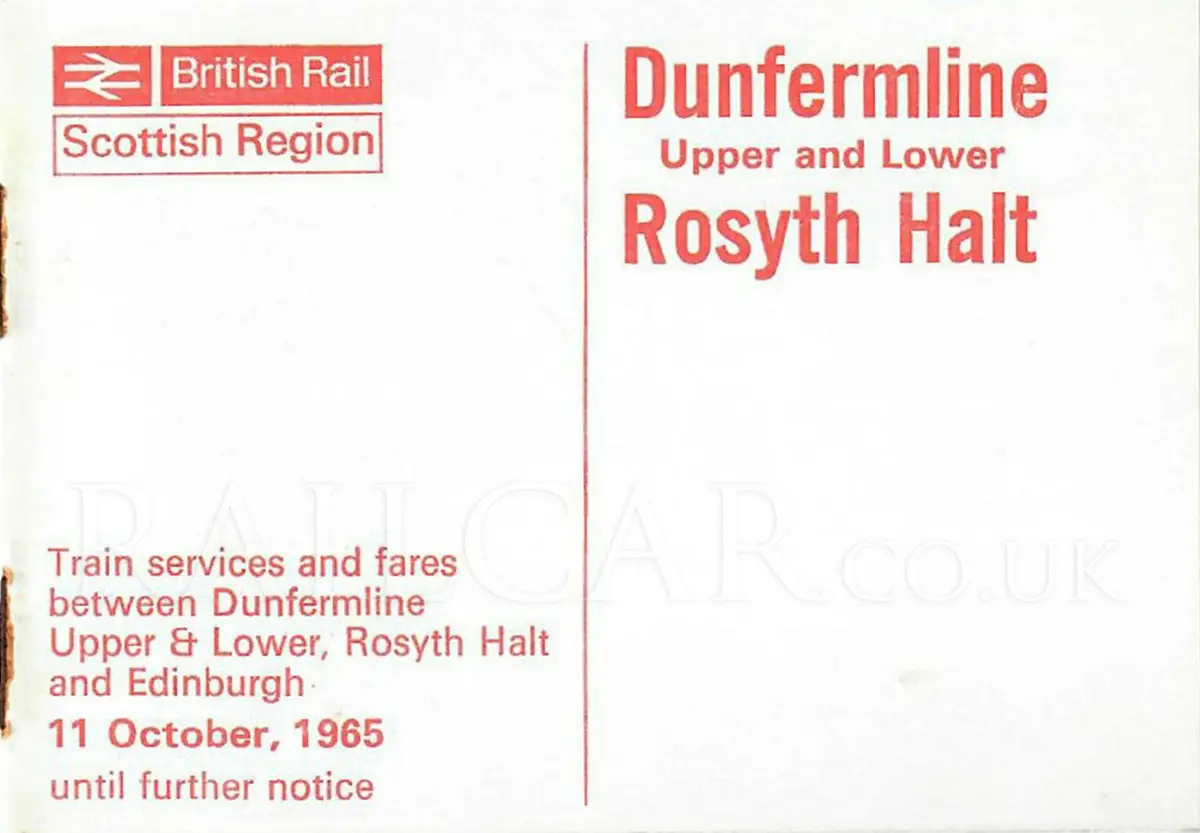 British Rail
Scottish Region
Dunfermline
Upper and Lower
Rosyth Halt
Train services and fares
between Dunfermline
Upper & Lower, Rosyth Halt
and Edinburgh
11 October, 1965
until further notice
RAILCAR.CO.UK